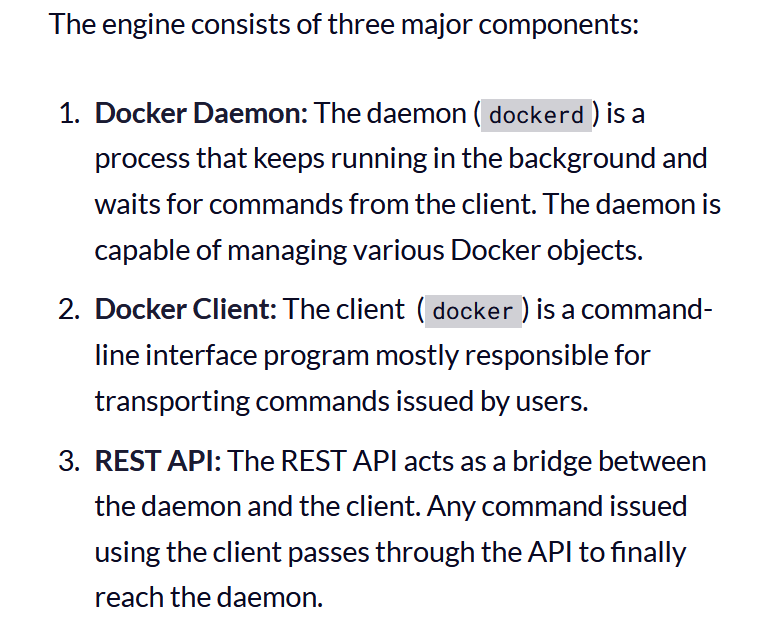 The engine consists of three major components:
1. Docker Daemon: The daemon ( dockerd ) is a
process that keeps running in the background and
waits for commands from the client. The daemon is
capable of managing various Docker objects.
2. Docker Client: The client  ( docker ) is a command-
line interface program mostly responsible for
transporting commands issued by users.
3. REST API: The REST API acts as a bridge between
the daemon and the client. Any command issued
using the client passes through the API to finally
reach the daemon.